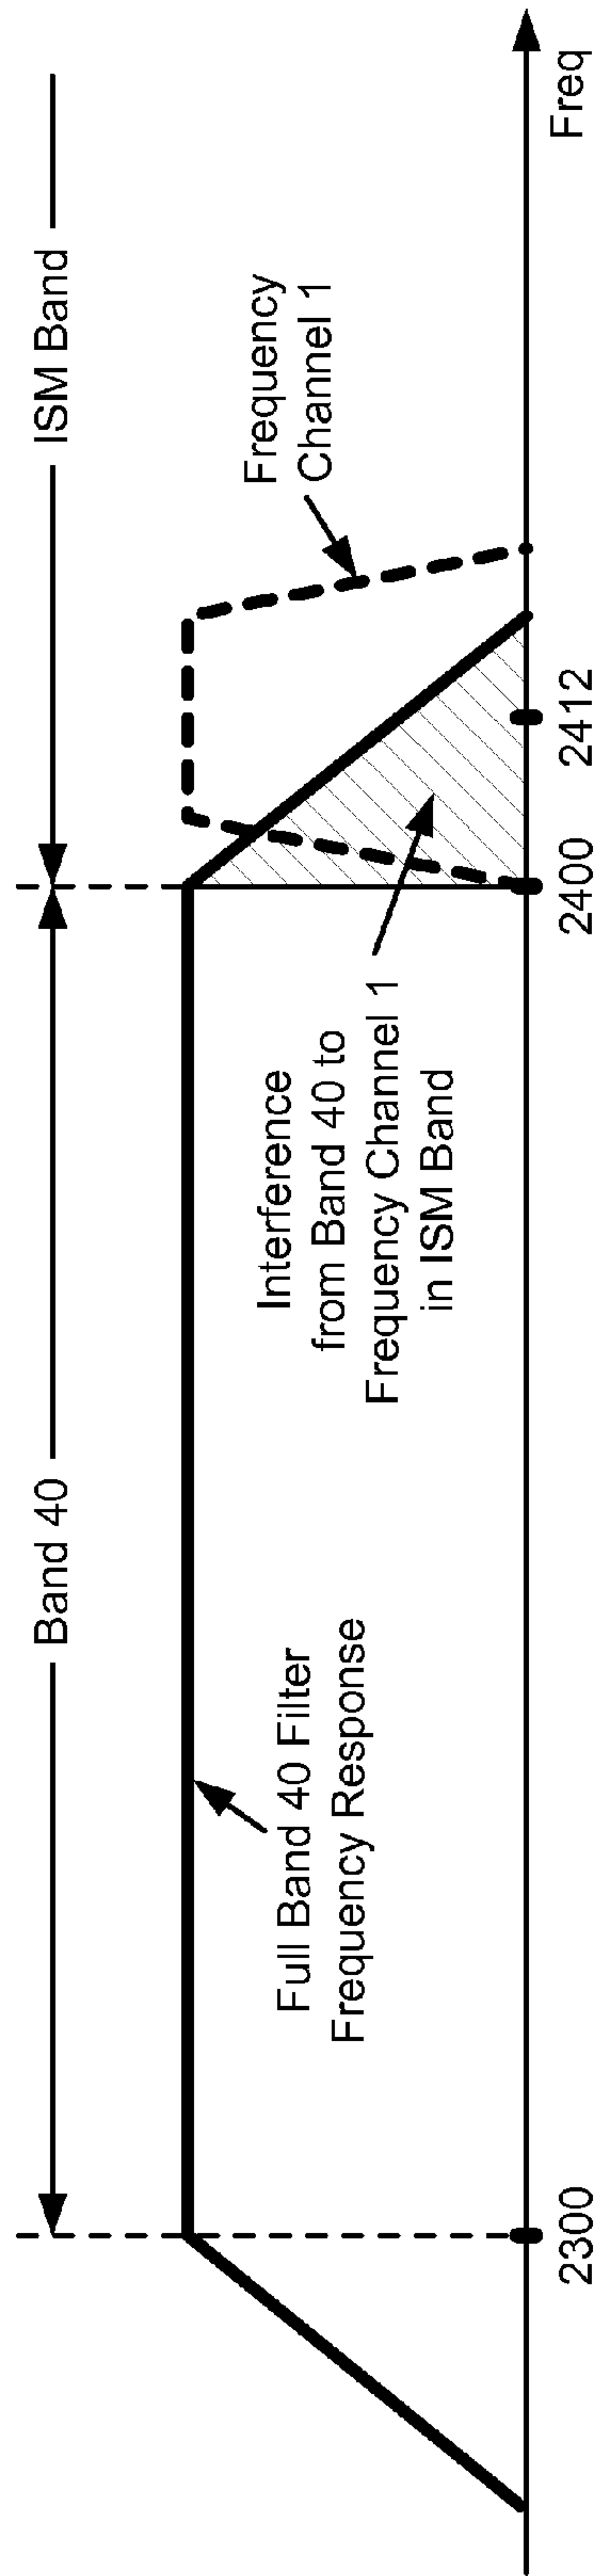 Band 40
ISM Band
Full Band 40 Filter
Frequency Response
Interference
from Band 40 to
Frequency Channel 1
in ISM Band
Frequency
Channel 1
2300
2400
2412
Freq